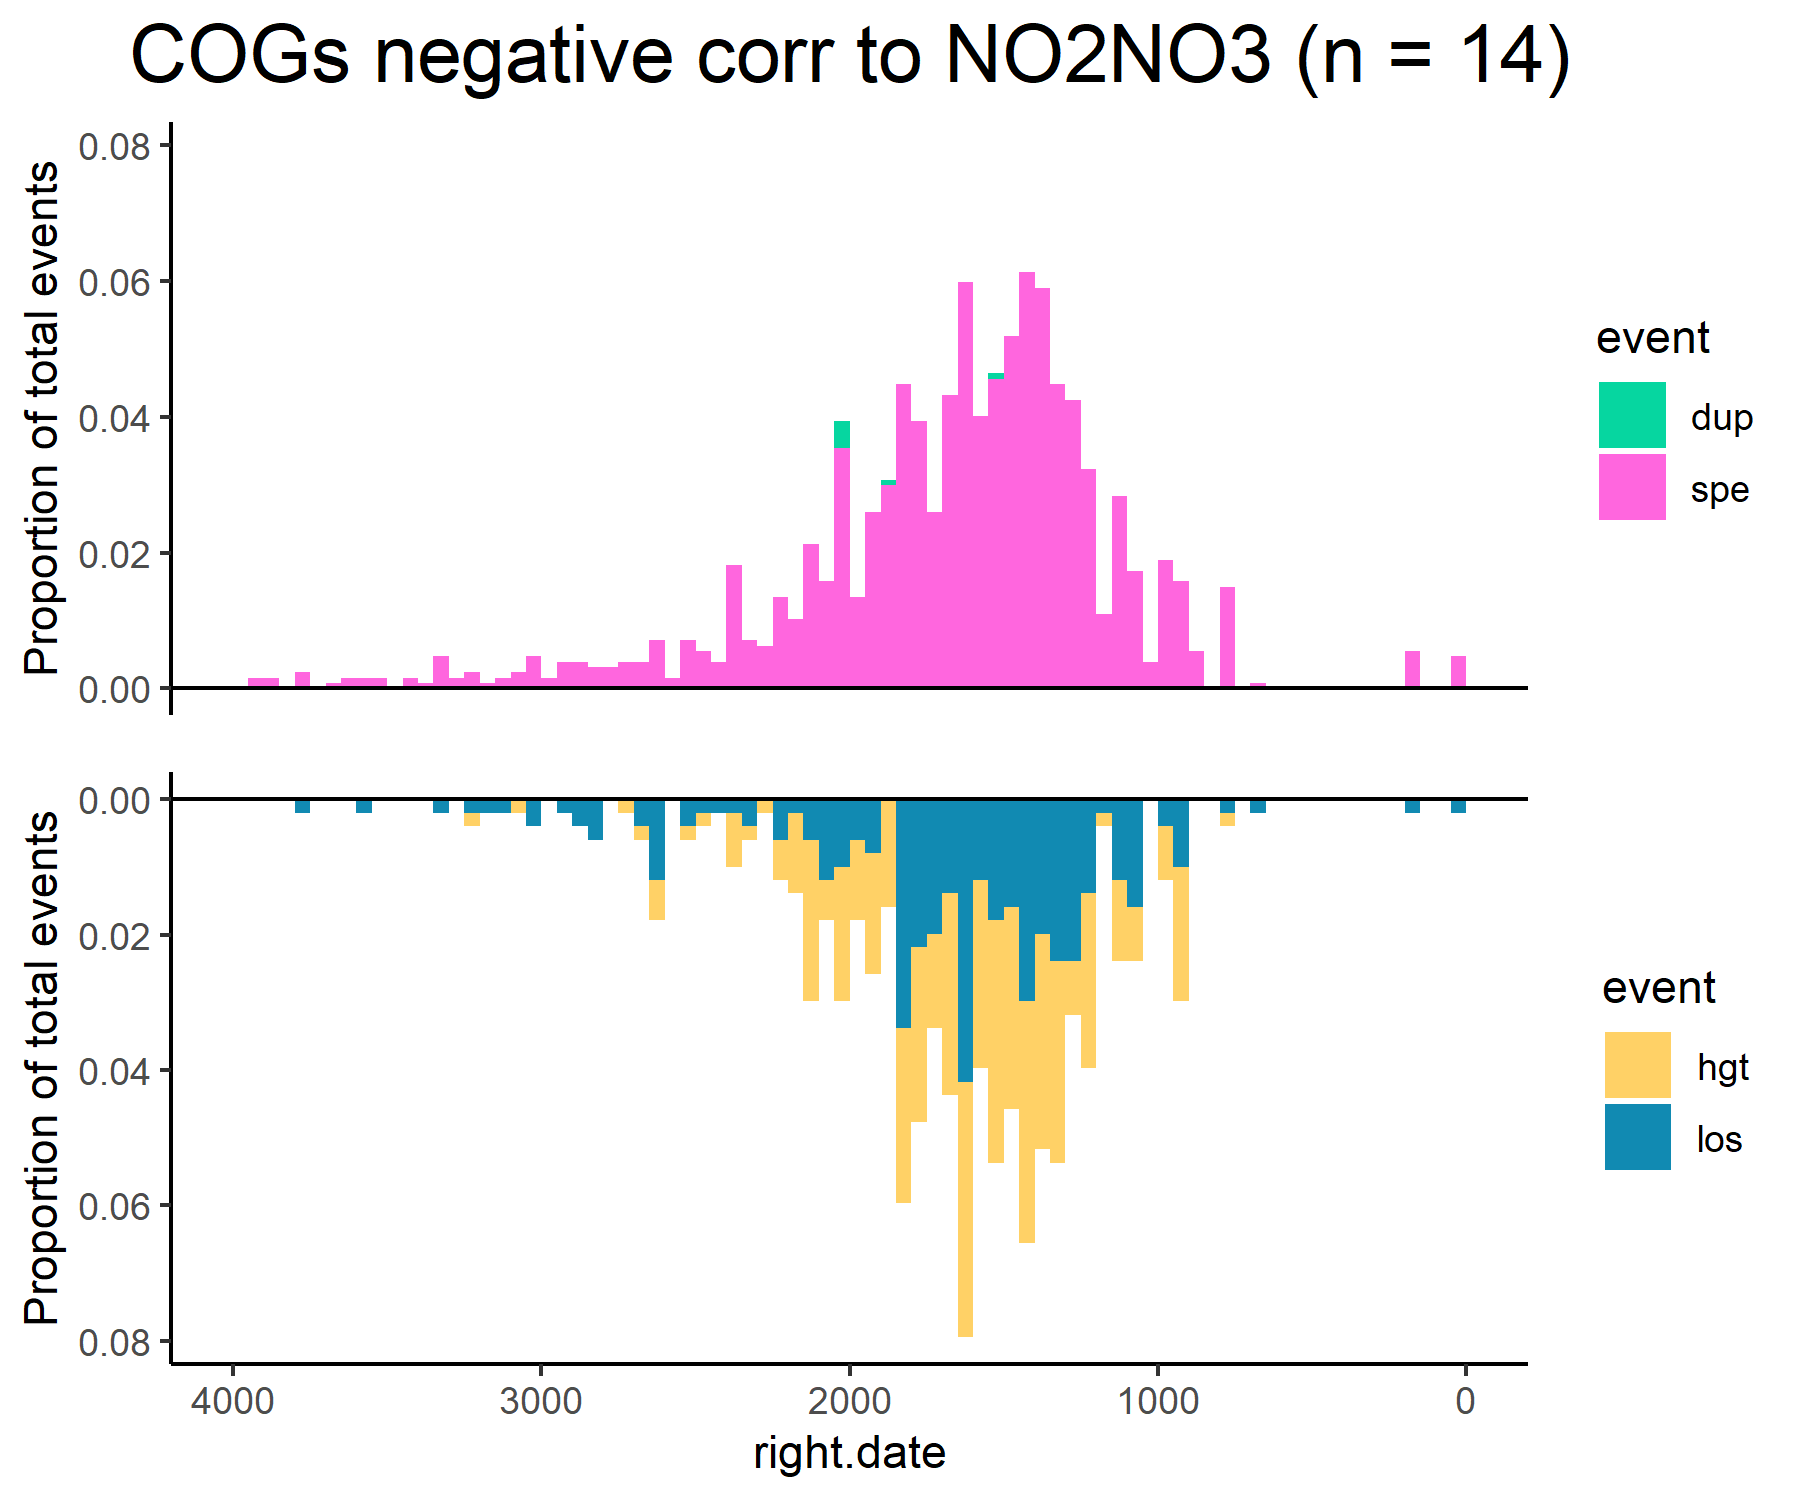 COGs negative corr to NO2NO3 (n = 14)
Proportion of total events
0.08
0.06
0.04
0.02
0.00
event
dup
spe
Proportion of total events
0.00
0.02
0.04
0.06
0.08
event
hgt
los
4000 3000 2000 1000 0
right.date